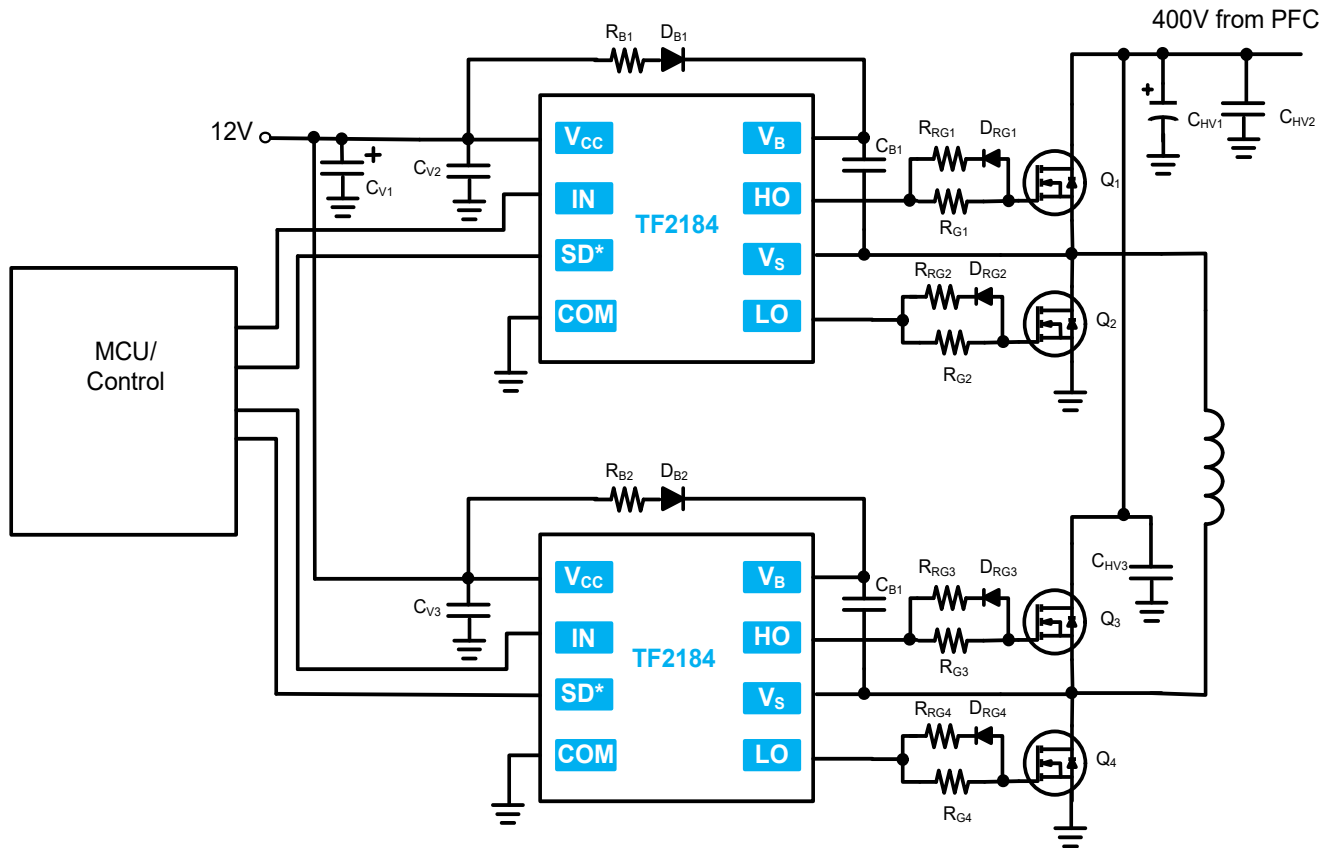 400V from PFC
RB1 DB1
12V
+
CV1
CV2
VCC
IN
SD*
COM
TF2184
VB
HO
VS
LO
CB1
RRG1 DRG1
RG1
Q1
+
CHV1
CHV2
RRG2 DRG2
RG2
Q2
MCU/
Control
RB2 DB2
CV3
VCC
IN
SD*
COM
TF2184
VB
HO
VS
LO
CB1
RRG3 DRG3
RG3
Q3
CHV3
RRG4 DRG4
RG4
Q4